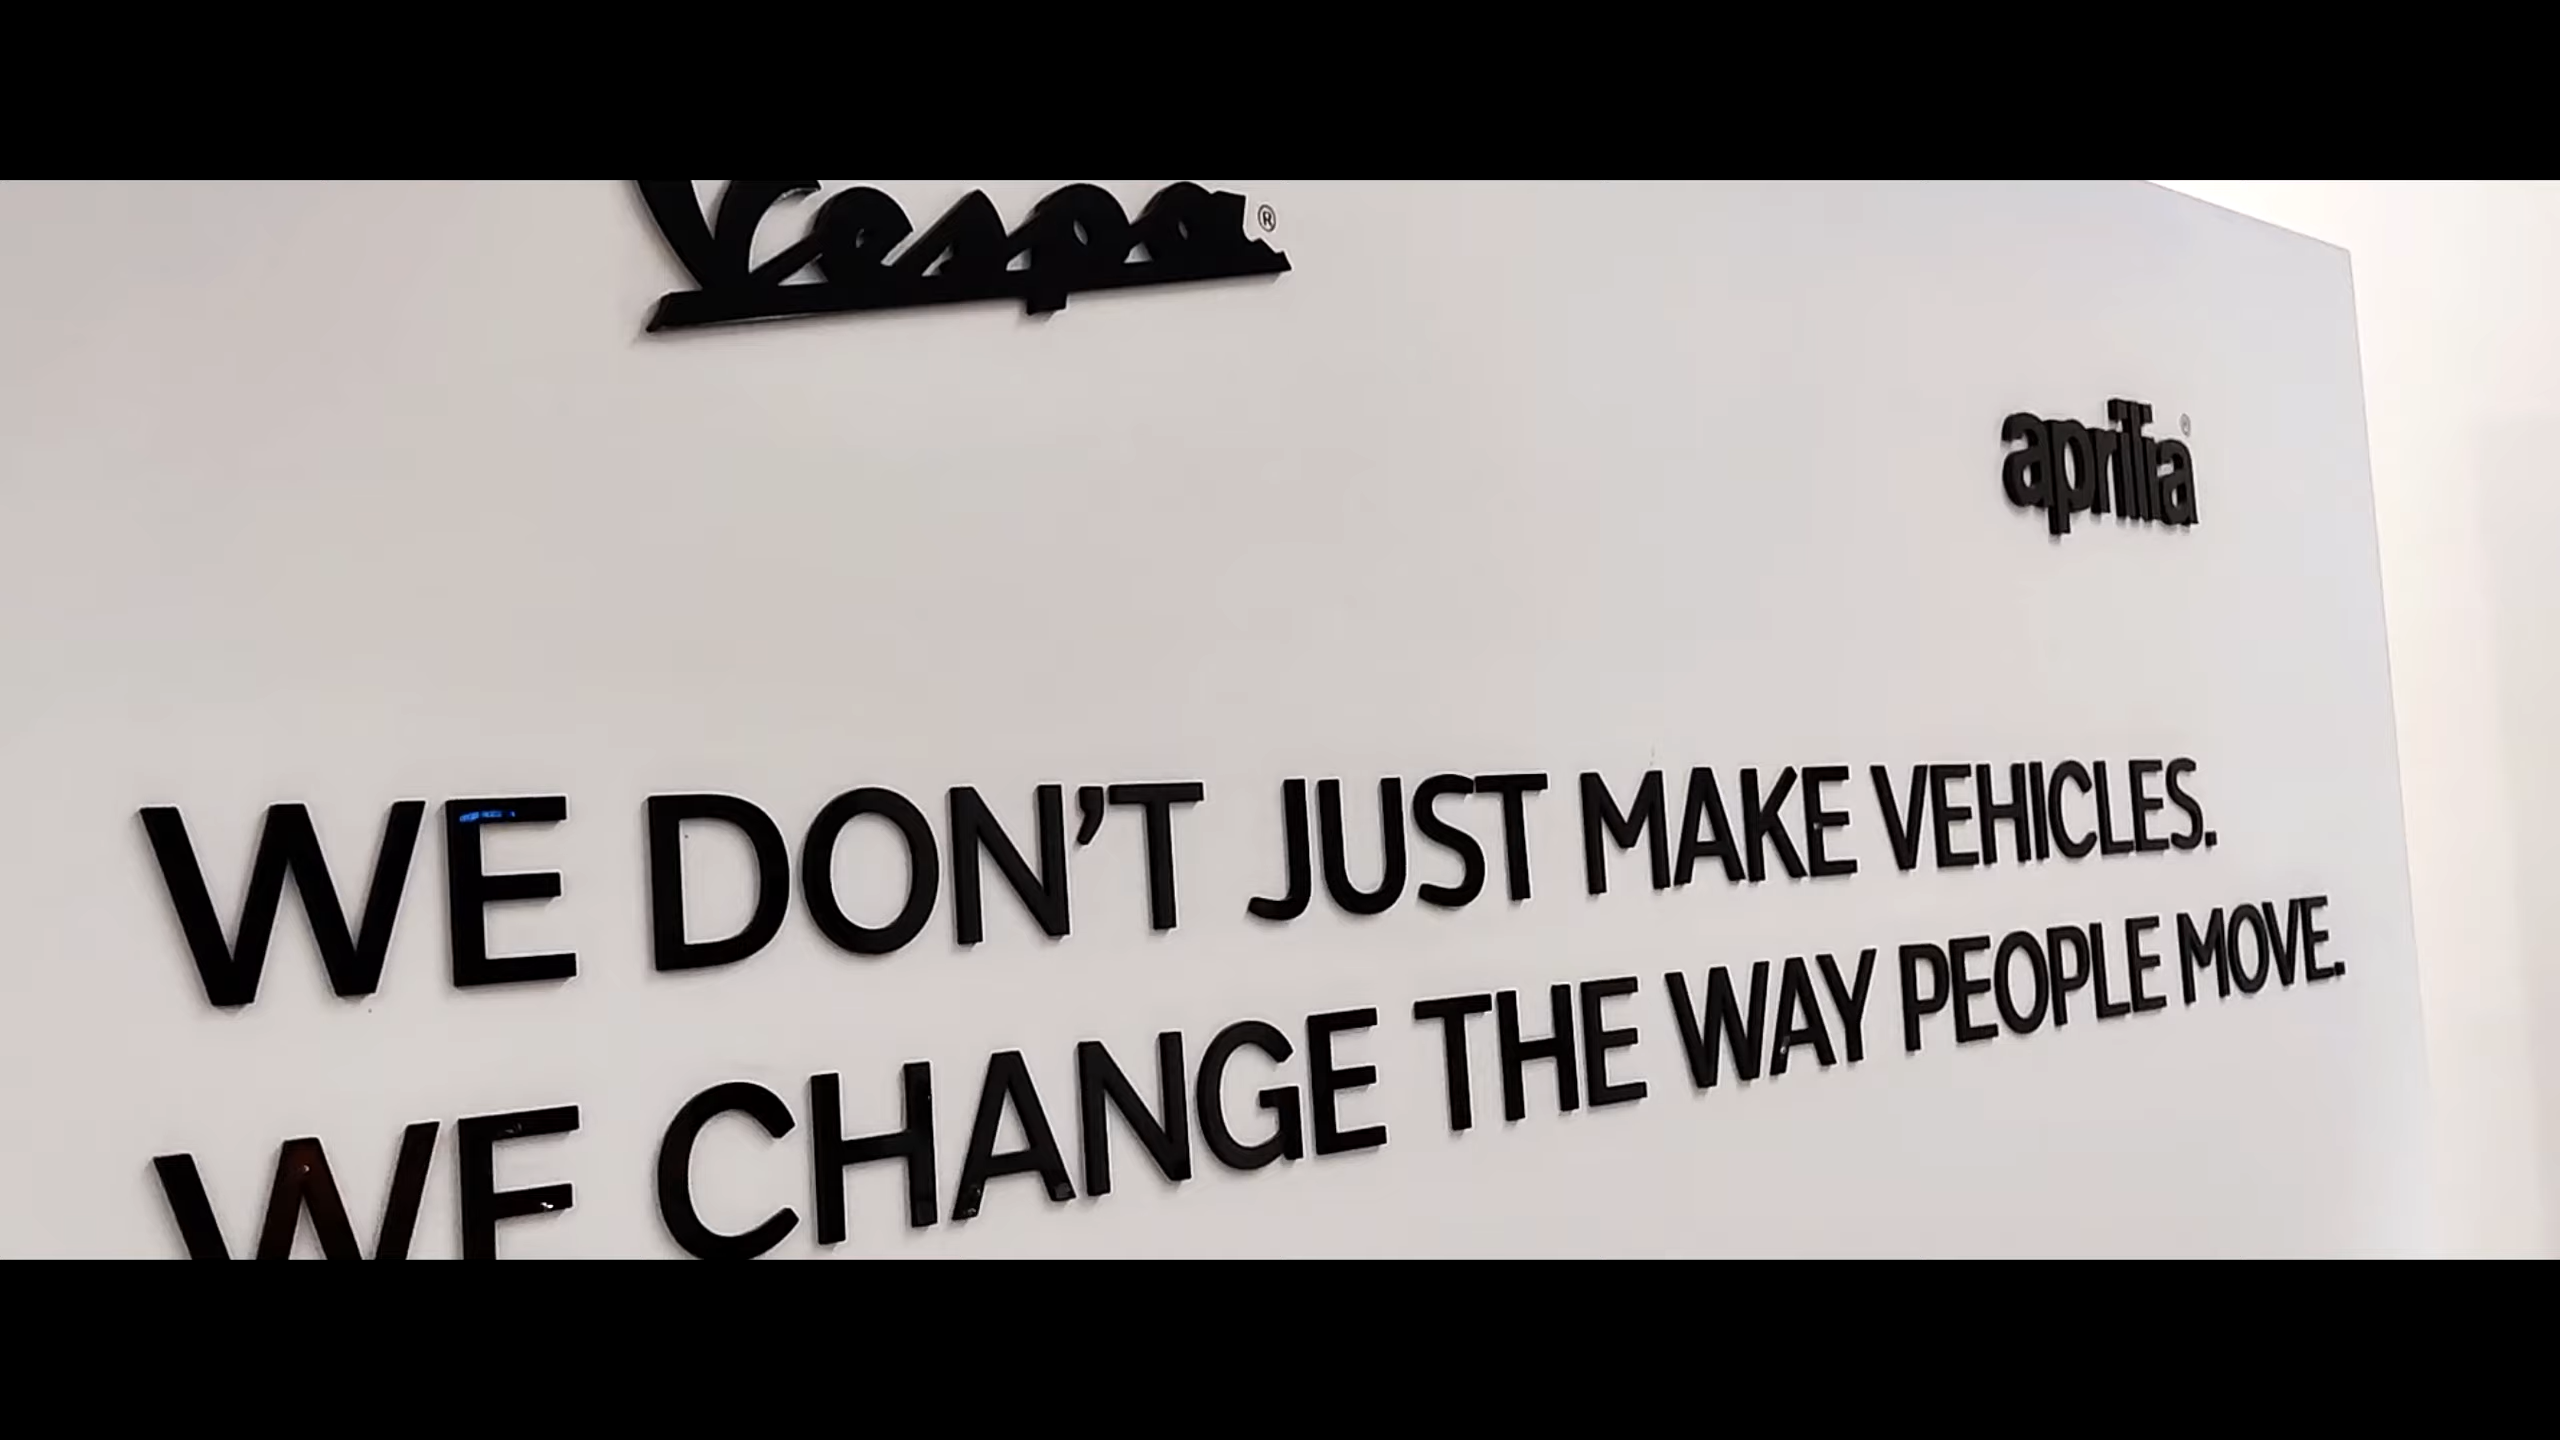 Vespa®
aprilia®
WE DON'T JUST MAKE VEHICLES.
WE CHANGE THE WAY PEOPLE MOVE.